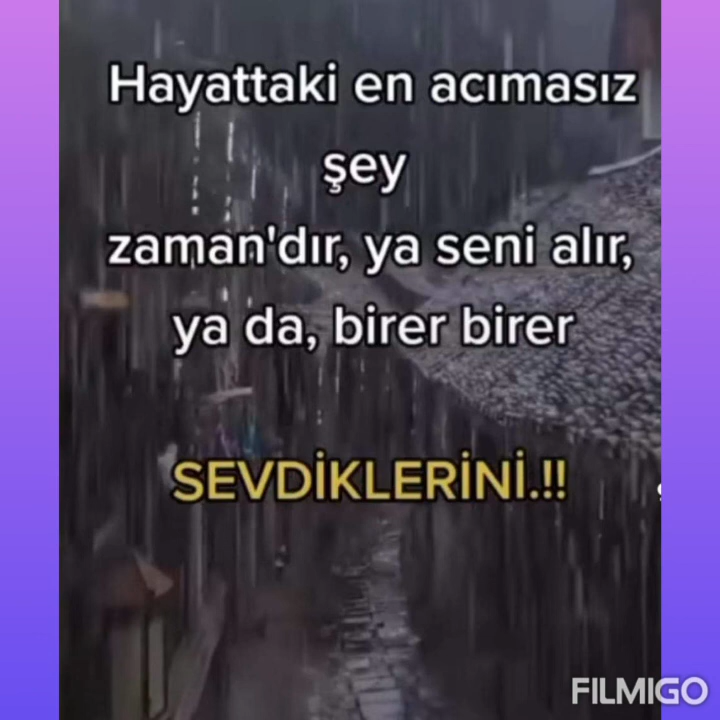 Hayattaki en acımasız
şey
zaman'dır, ya seni alır,
ya da, birer birer
SEVDİKLERİNİ.!!
FILMIGO